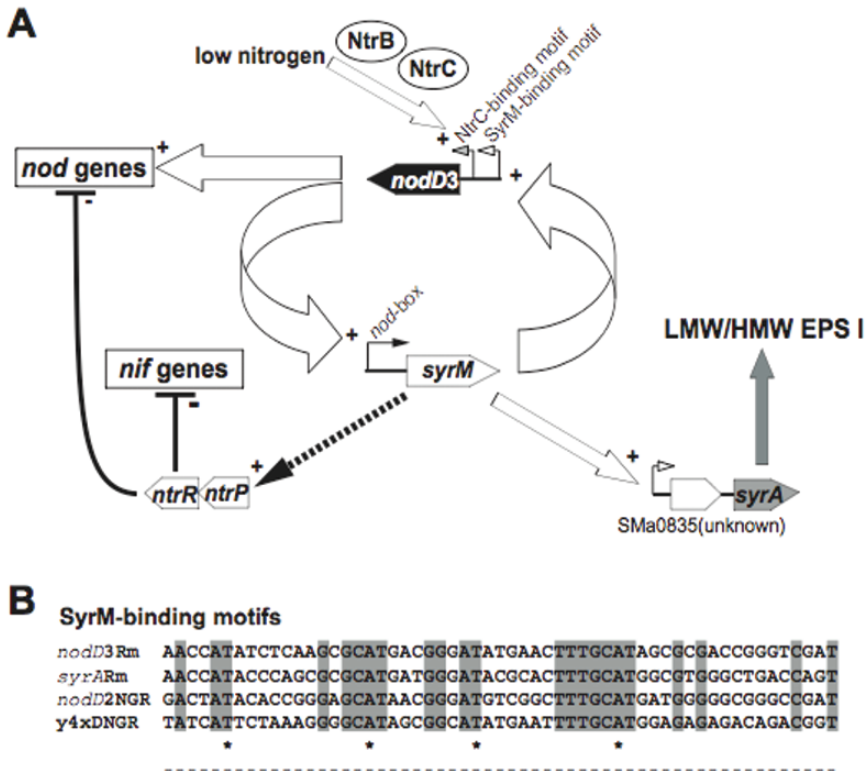 A
low nitrogen
NtrB
NtrC
NtrC-binding motif
SyrM-binding motif
+
nod genes
+
nodD3
+
-
+
nod-box
syrM
LMW/HMW EPS I
nif genes
-
+
+
ntrR
ntrP
syrA
SMa0835(unknown)
B
SyrM-binding motifs
nodD3Rm AACCATATCTCAAGCGCATGACGGGATATGAACTTTGCATAGCGCGACCGGGTCGAT
syrARm AACCATACCCAGCGCGCATGATGGGATACGCACTTTGCATGGCGTGGGCTGACCAGT
nodD2NGR GACTATACACCGGGAGCATAACGGGATGTCGGCTTTGCATGATGGGGGCGGGCCGAT
y4xDNGR TATCATTCTAAAGGGGCATAGCGGCATATGAATTTTGCATGGAGAGAGACAGACGGT
* * * *